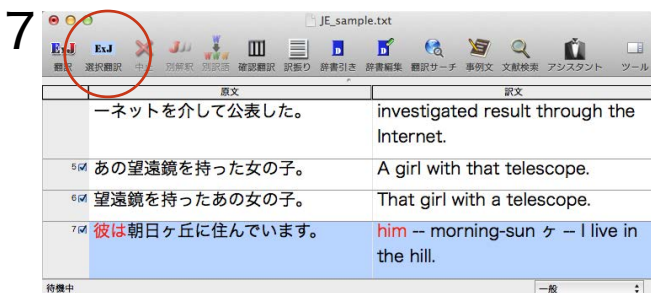 7
JE_sample.txt
ExJ ExJ
翻訳 選択翻訳 中止 別解釈 別訳語 確認翻訳 訳振り 辞書引き 辞書編集 翻訳サーチ 事例文 文献検索 アシスタント ツール
原文 訳文
ーネットを介して公表した。 investigated result through the
Internet.
5 あの望遠鏡を持った女の子。 A girl with that telescope.
6 望遠鏡を持ったあの女の子。 That girl with a telescope.
7 彼は朝日ヶ丘に住んでいます。 him -- morning-sun ヶ -- I live in
the hill.
待機中 一般